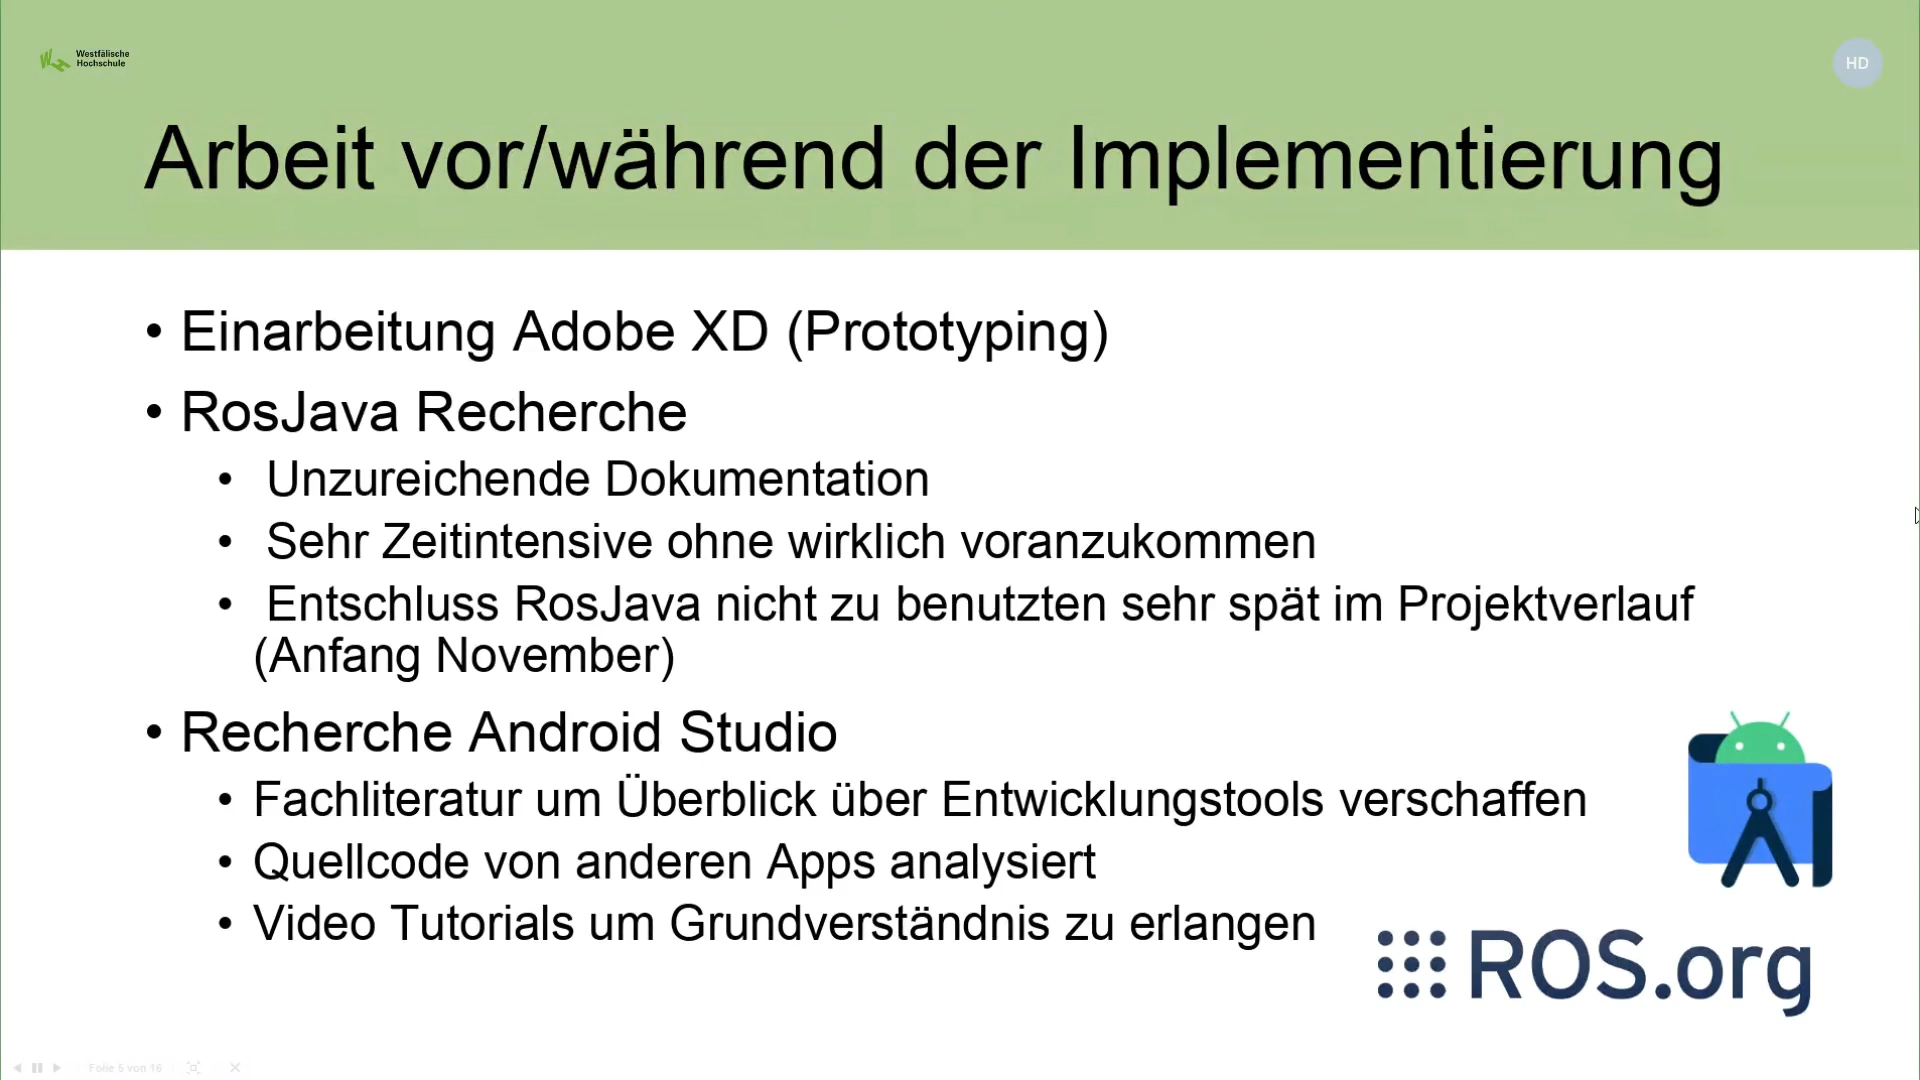 Westfälische
Hochschule
HD
Arbeit vor/während der Implementierung
• Einarbeitung Adobe XD (Prototyping)
• RosJava Recherche
• Unzureichende Dokumentation
• Sehr Zeitintensive ohne wirklich voranzukommen
• Entschluss RosJava nicht zu benutzten sehr spät im Projektverlauf
(Anfang November)
• Recherche Android Studio
• Fachliteratur um Überblick über Entwicklungstools verschaffen
• Quellcode von anderen Apps analysiert
• Video Tutorials um Grundverständnis zu erlangen
ROS.org
Folie 5 von 16